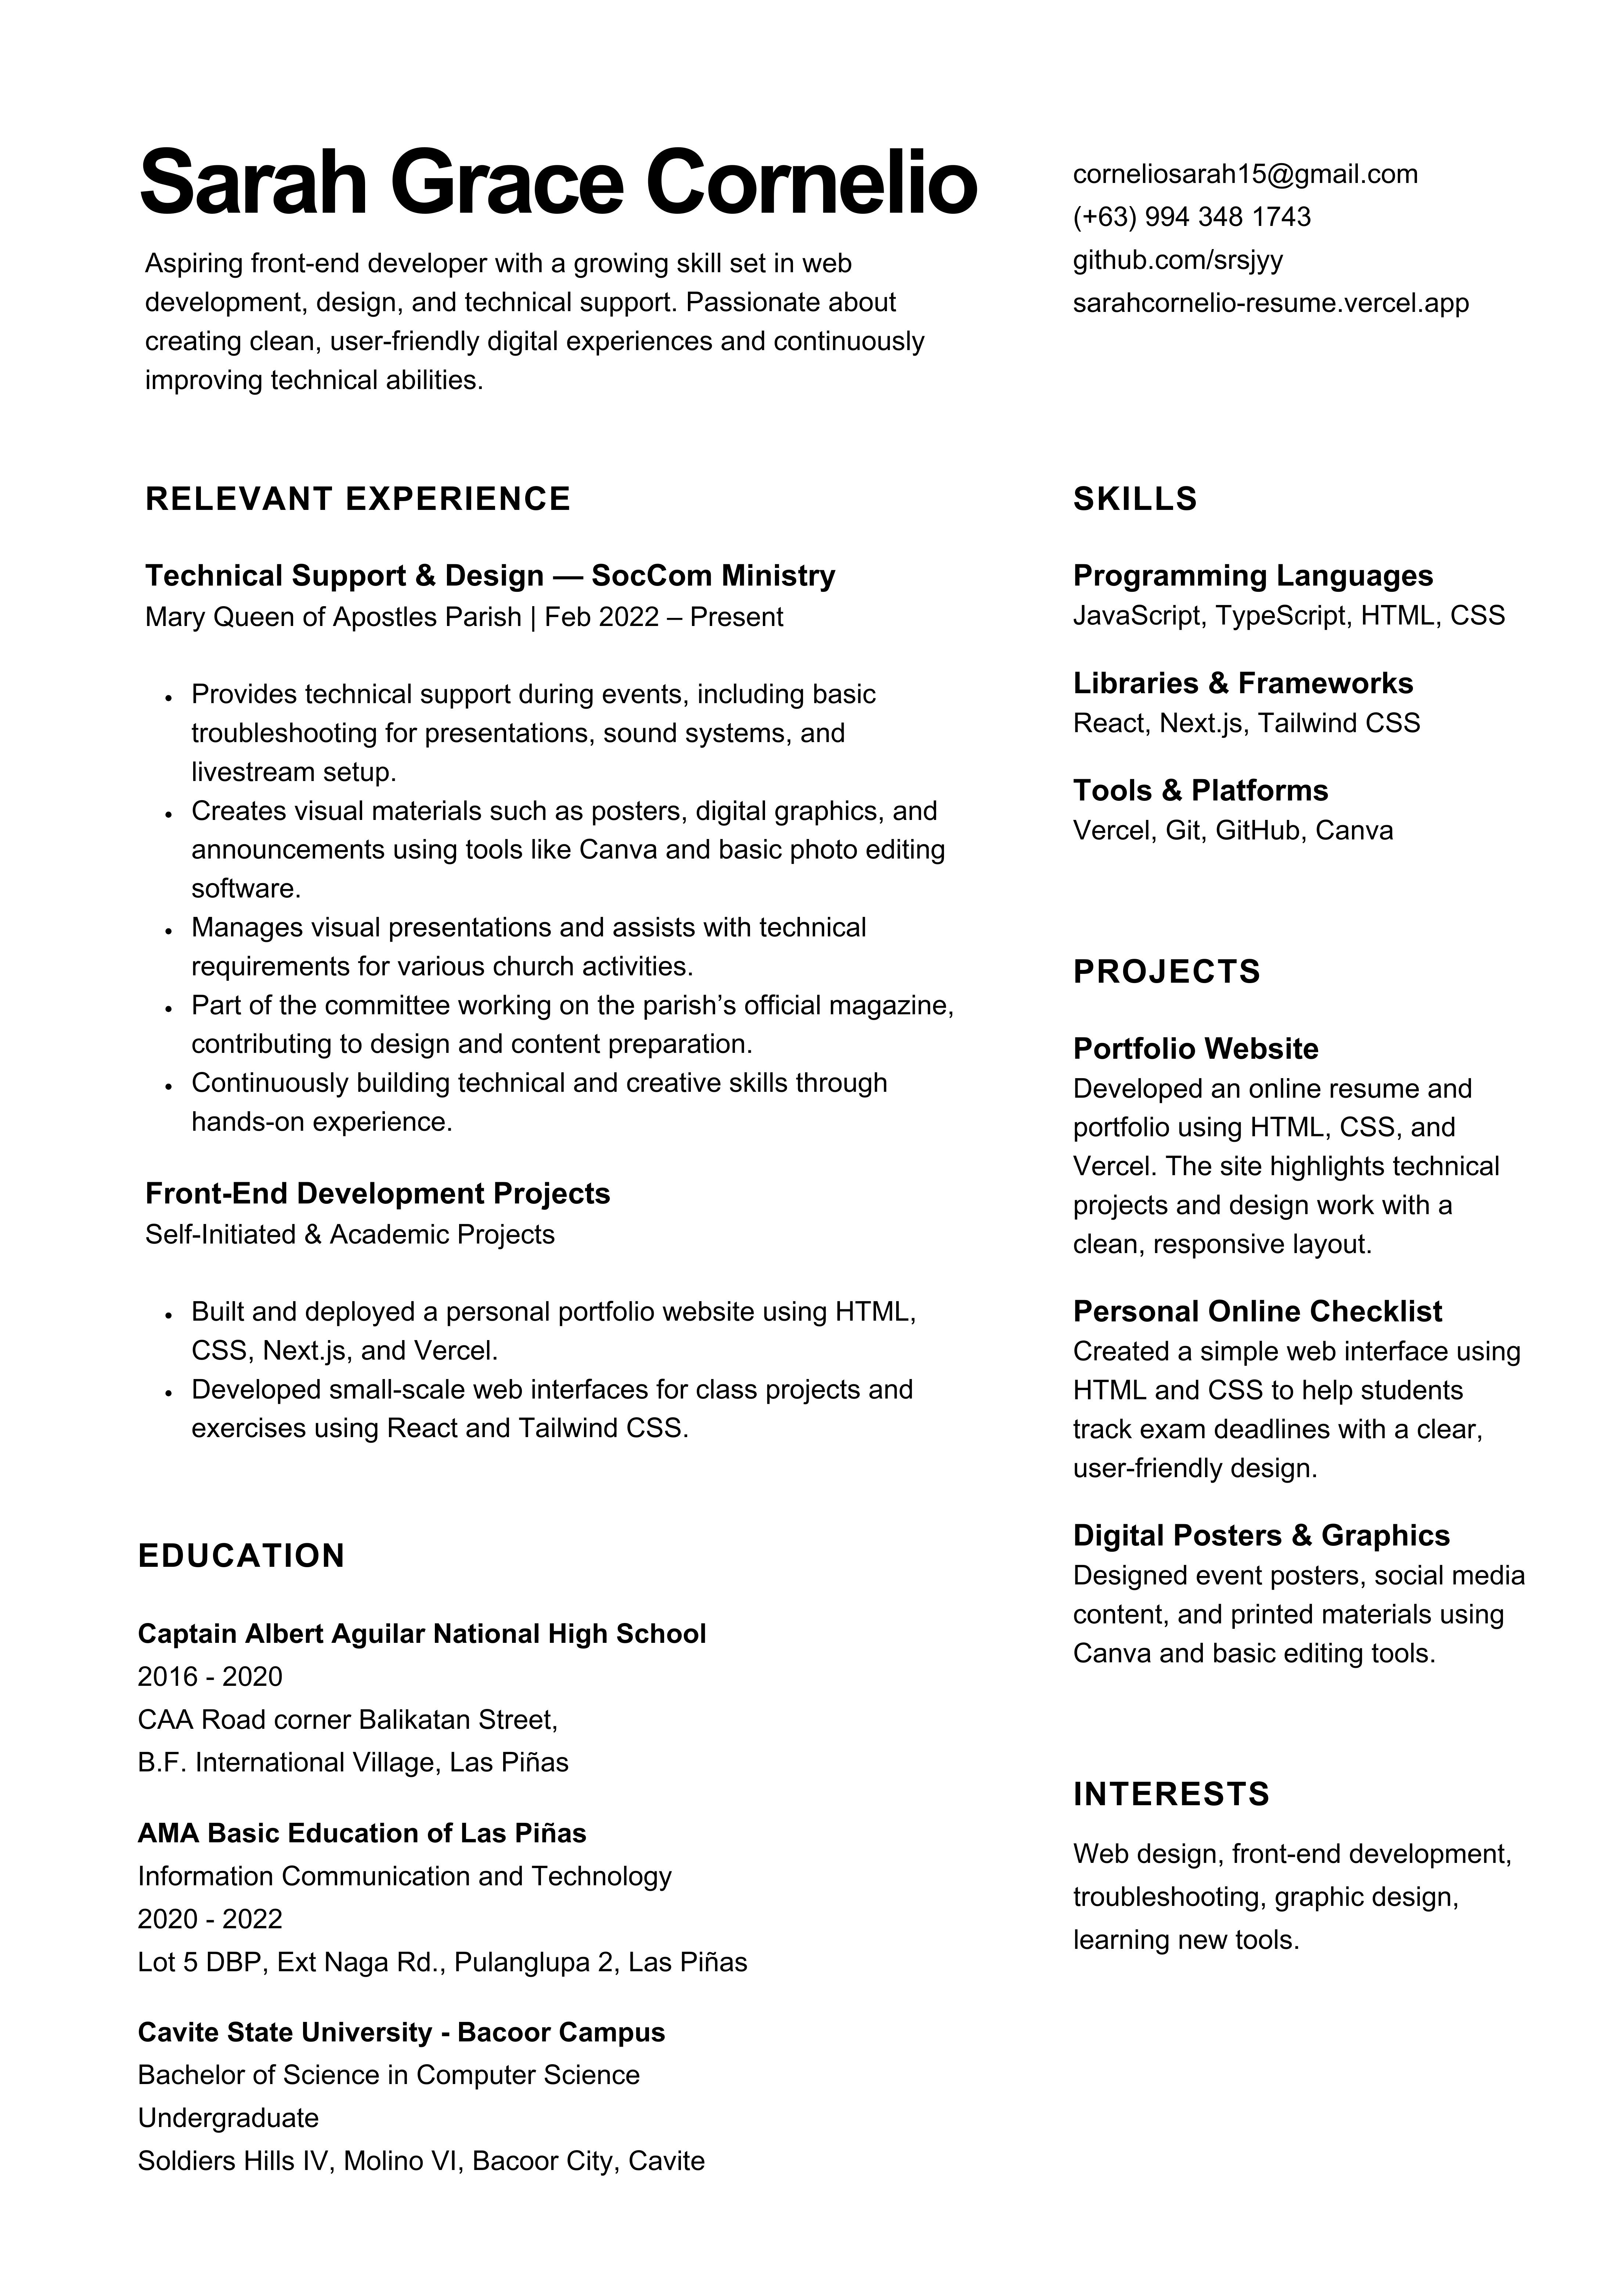 Sarah Grace Cornelio
Aspiring front-end developer with a growing skill set in web
development, design, and technical support. Passionate about
creating clean, user-friendly digital experiences and continuously
improving technical abilities.
corneliosarah15@gmail.com
(+63) 994 348 1743
github.com/srsjyy
sarahcornelio-resume.vercel.app
RELEVANT EXPERIENCE
Technical Support & Design — SocCom Ministry
Mary Queen of Apostles Parish | Feb 2022 – Present
• Provides technical support during events, including basic
troubleshooting for presentations, sound systems, and
livestream setup.
• Creates visual materials such as posters, digital graphics, and
announcements using tools like Canva and basic photo editing
software.
• Manages visual presentations and assists with technical
requirements for various church activities.
• Part of the committee working on the parish’s official magazine,
contributing to design and content preparation.
• Continuously building technical and creative skills through
hands-on experience.
Front-End Development Projects
Self-Initiated & Academic Projects
• Built and deployed a personal portfolio website using HTML,
CSS, Next.js, and Vercel.
• Developed small-scale web interfaces for class projects and
exercises using React and Tailwind CSS.
EDUCATION
Captain Albert Aguilar National High School
2016 - 2020
CAA Road corner Balikatan Street,
B.F. International Village, Las Piñas
AMA Basic Education of Las Piñas
Information Communication and Technology
2020 - 2022
Lot 5 DBP, Ext Naga Rd., Pulanglupa 2, Las Piñas
Cavite State University - Bacoor Campus
Bachelor of Science in Computer Science
Undergraduate
Soldiers Hills IV, Molino VI, Bacoor City, Cavite
SKILLS
Programming Languages
JavaScript, TypeScript, HTML, CSS
Libraries & Frameworks
React, Next.js, Tailwind CSS
Tools & Platforms
Vercel, Git, GitHub, Canva
PROJECTS
Portfolio Website
Developed an online resume and
portfolio using HTML, CSS, and
Vercel. The site highlights technical
projects and design work with a
clean, responsive layout.
Personal Online Checklist
Created a simple web interface using
HTML and CSS to help students
track exam deadlines with a clear,
user-friendly design.
Digital Posters & Graphics
Designed event posters, social media
content, and printed materials using
Canva and basic editing tools.
INTERESTS
Web design, front-end development,
troubleshooting, graphic design,
learning new tools.